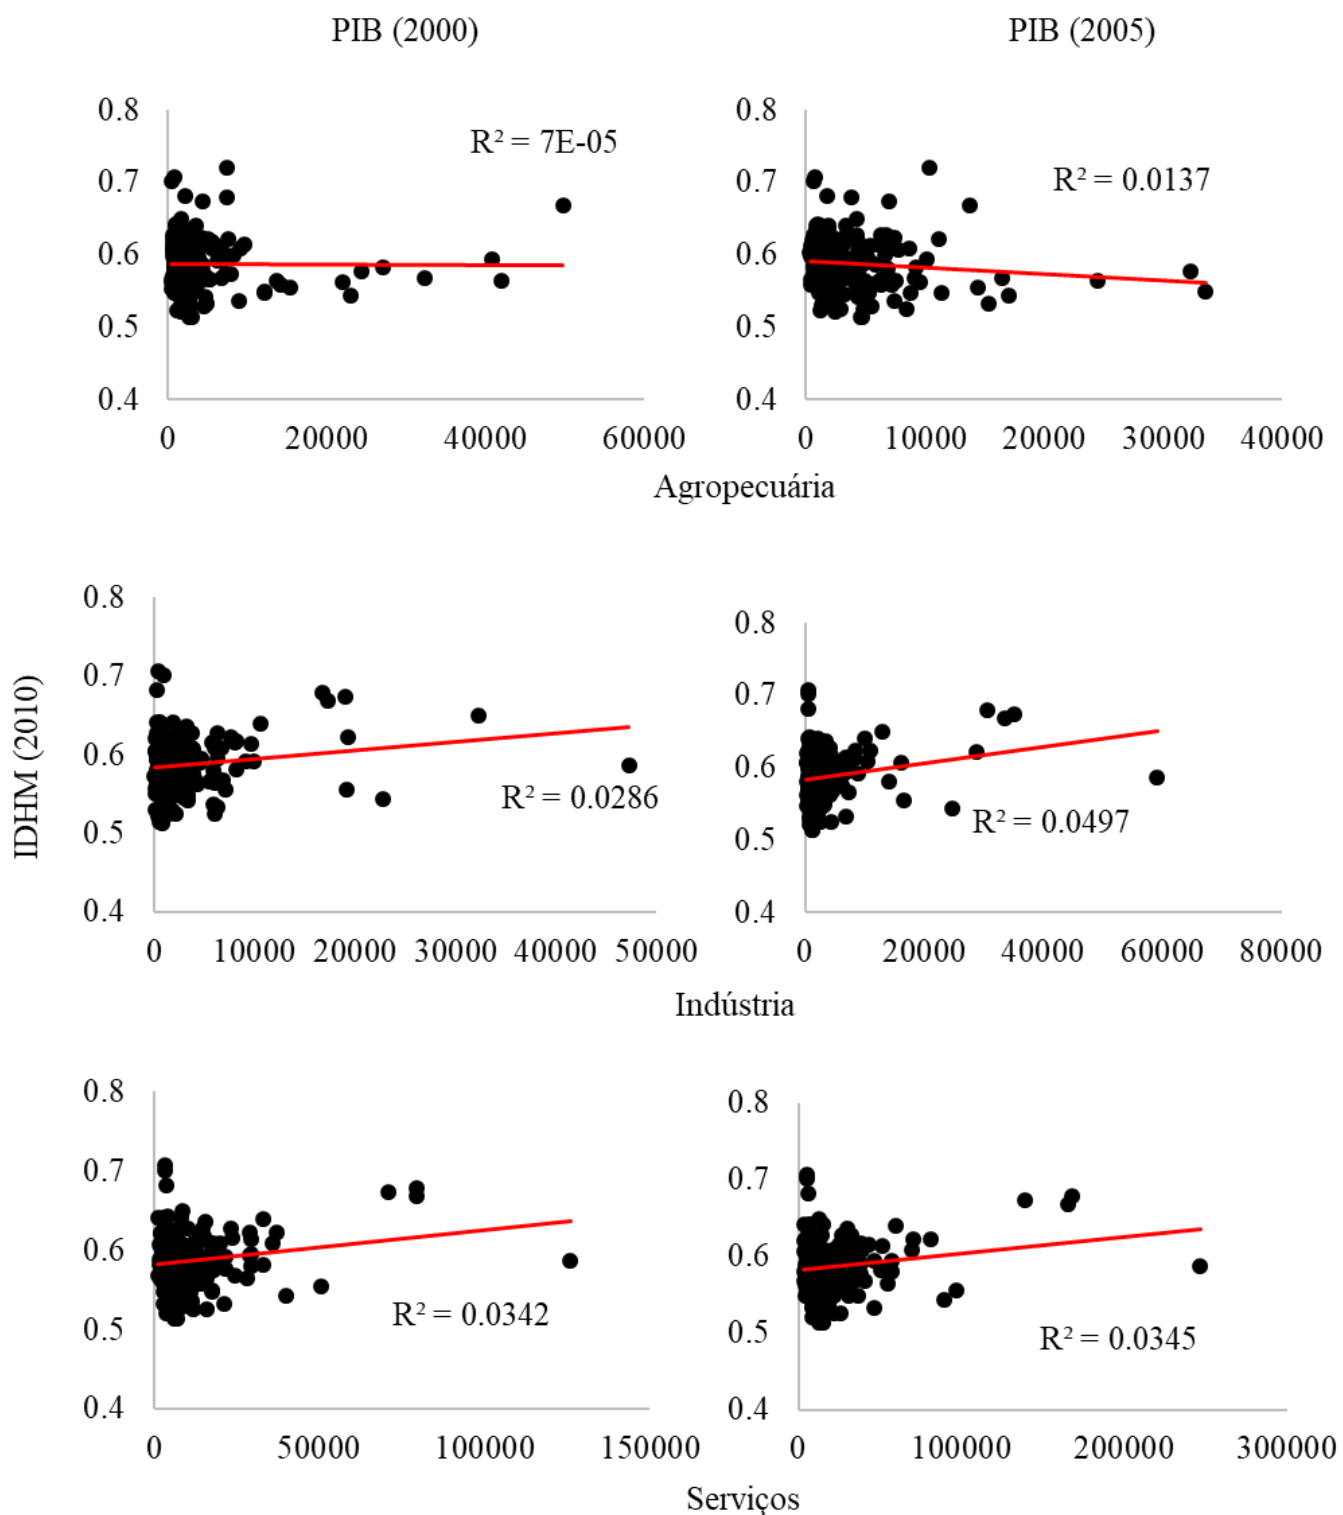 PIB (2000)
PIB (2005)
0.8
0.7
0.6
0.5
0.4
R² = 7E-05
0 20000 40000 60000
0.8
0.7
0.6
0.5
0.4
R² = 0.0137
0 10000 20000 30000 40000
Agropecuária
IDHM (2010)
0.8
0.7
0.6
0.5
0.4
R² = 0.0286
0 10000 20000 30000 40000 50000
0.8
0.7
0.6
0.5
0.4
R² = 0.0497
0 20000 40000 60000 80000
Indústria
0.8
0.7
0.6
0.5
0.4
R² = 0.0342
0 50000 100000 150000
0.8
0.7
0.6
0.5
0.4
R² = 0.0345
0 100000 200000 300000
Serviços